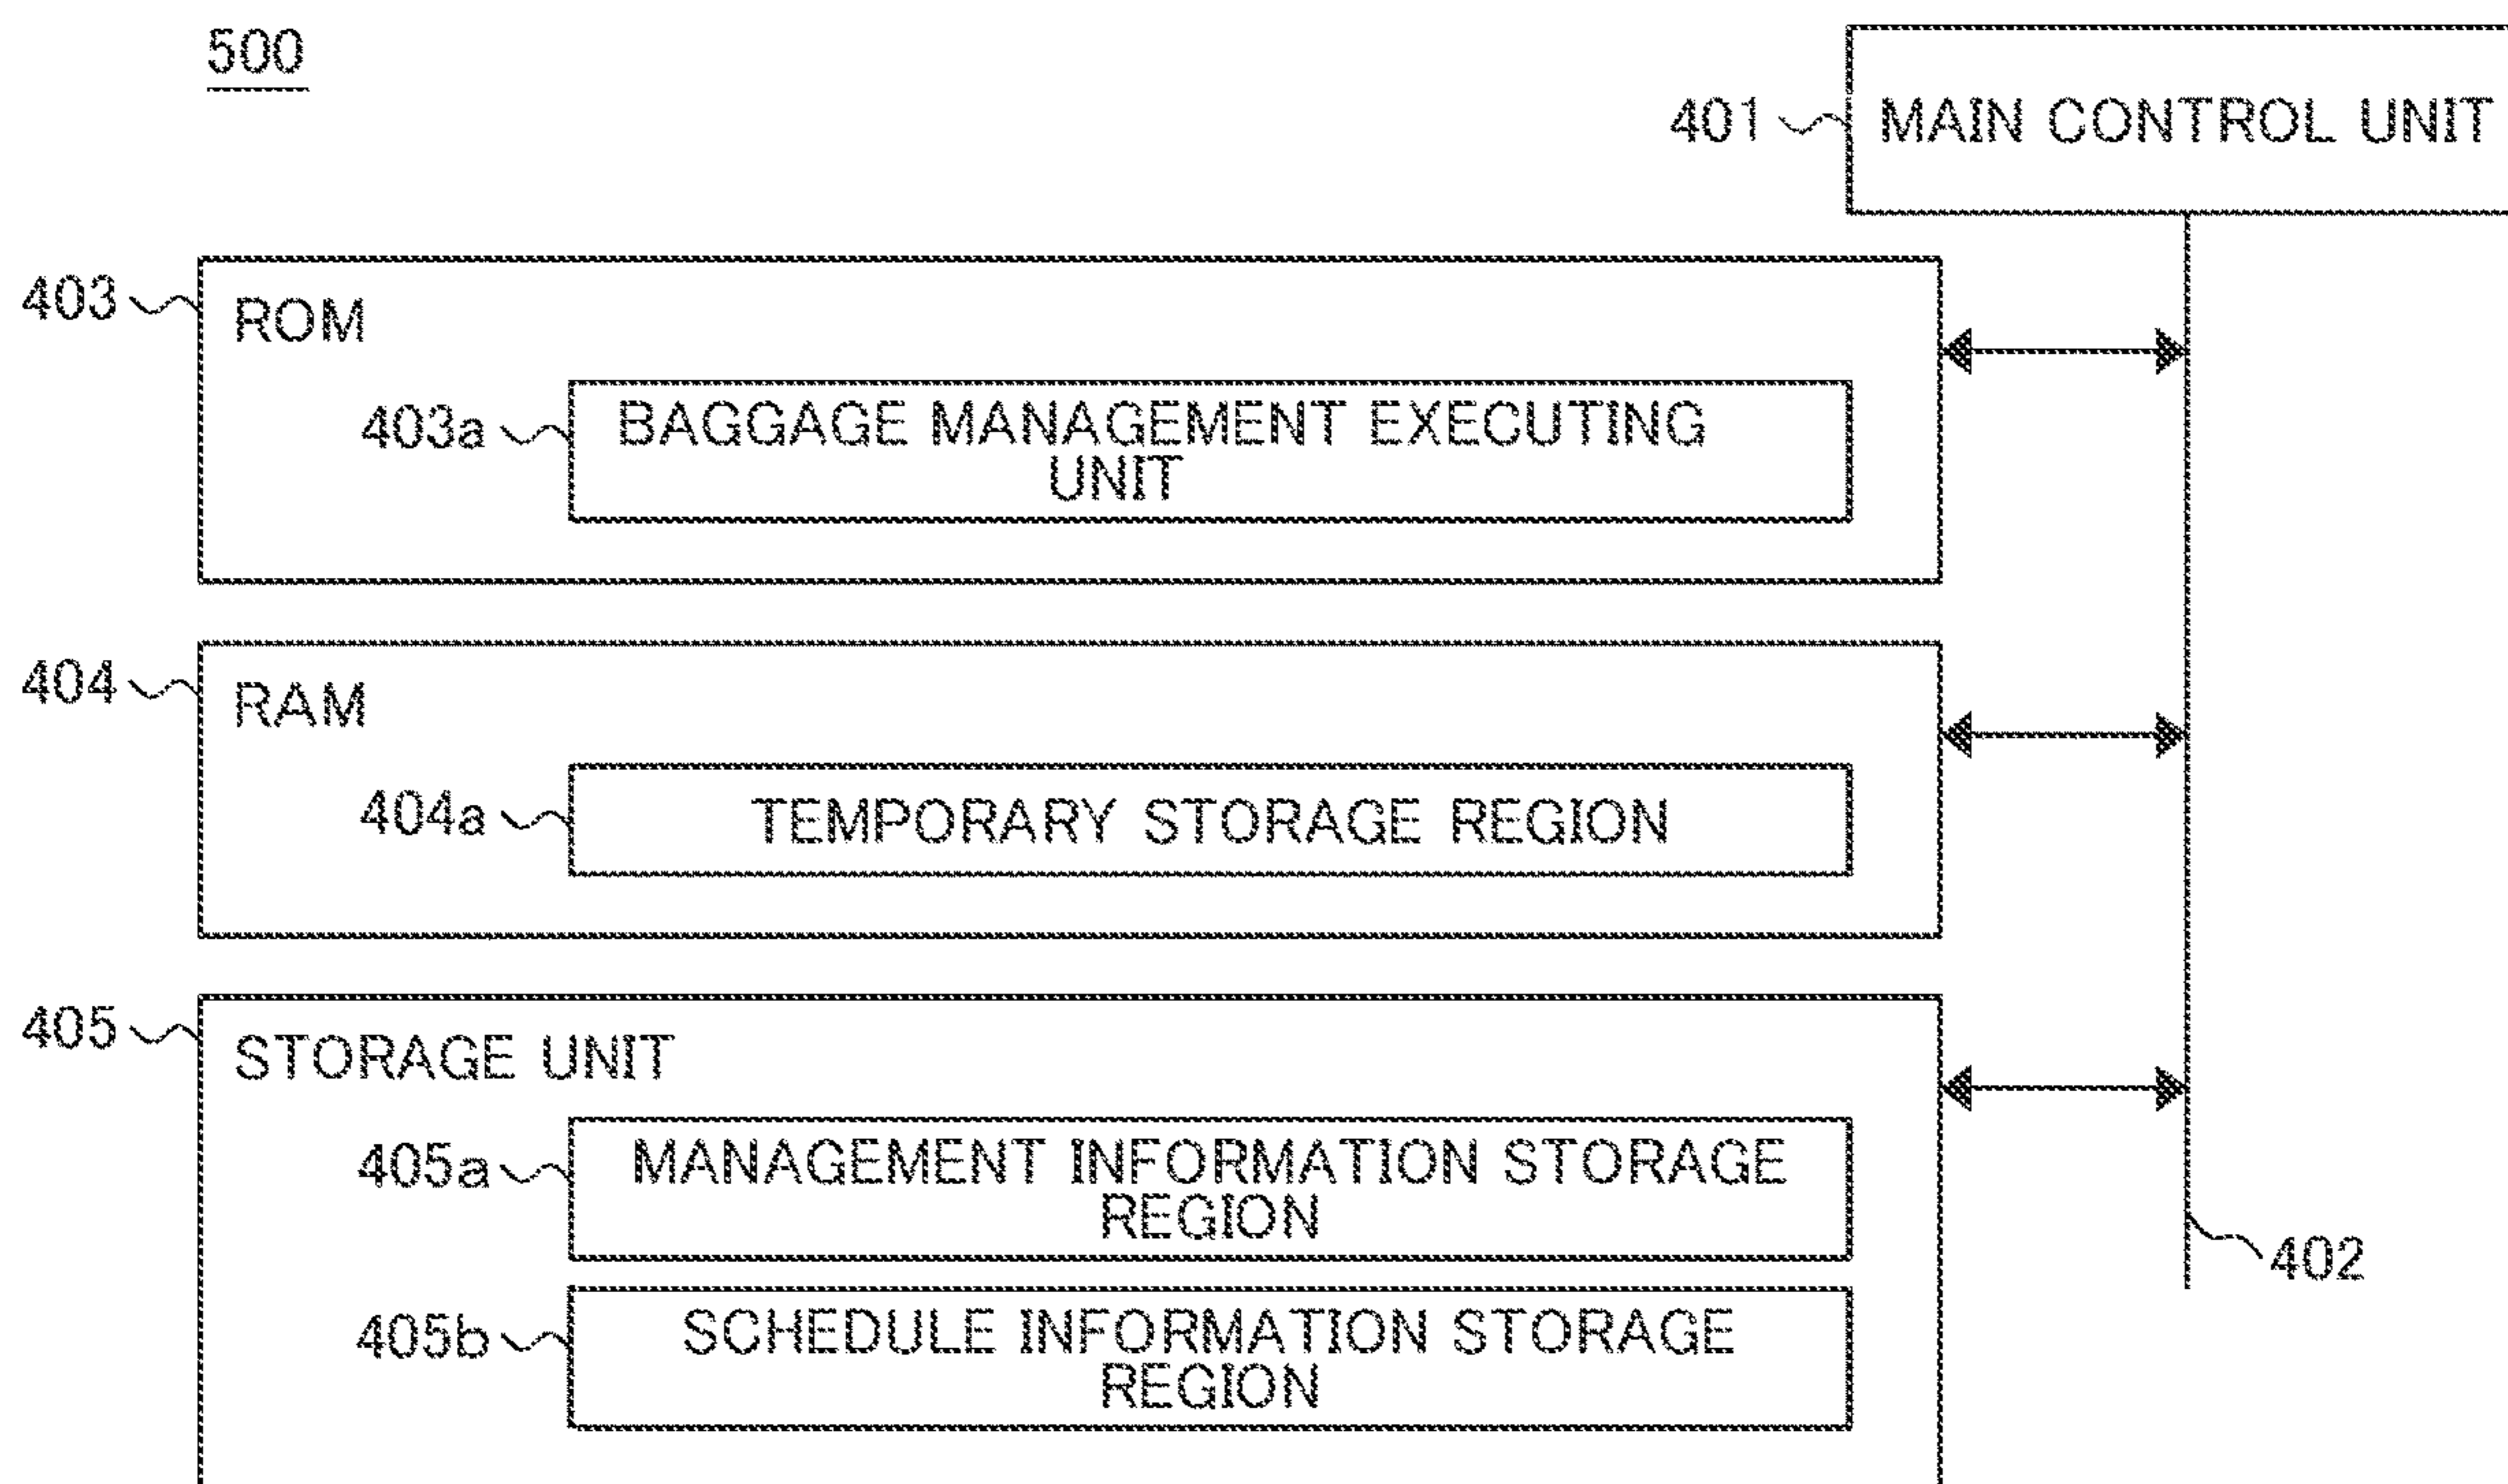 500
401 MAIN CONTROL UNIT
403 ROM
403a BAGGAGE MANAGEMENT EXECUTING
UNIT
404 RAM
404a TEMPORARY STORAGE REGION
405 STORAGE UNIT
405a MANAGEMENT INFORMATION STORAGE
REGION
402
405b SCHEDULE INFORMATION STORAGE
REGION